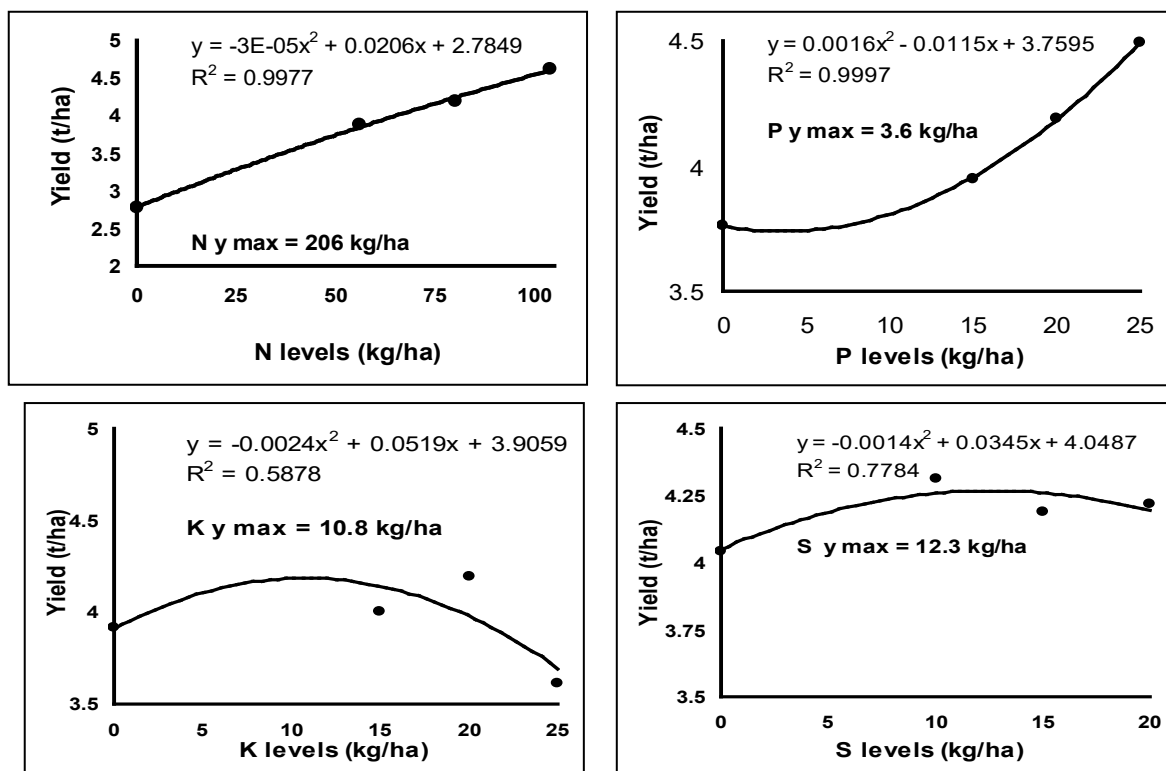 y = -3E-05x² + 0.0206x + 2.7849
R² = 0.9977
N y max = 206 kg/ha
Yield (t/ha)
5
4.5
4
3.5
3
2.5
2
0 25 50 75 100
N levels (kg/ha)
y = 0.0016x² - 0.0115x + 3.7595
R² = 0.9997
P y max = 3.6 kg/ha
Yield (t/ha)
4.5
4
3.5
0 5 10 15 20 25
P levels (kg/ha)
y = -0.0024x² + 0.0519x + 3.9059
R² = 0.5878
K y max = 10.8 kg/ha
Yield (t/ha)
5
4.5
4
3.5
0 5 10 15 20 25
K levels (kg/ha)
y = -0.0014x² + 0.0345x + 4.0487
R² = 0.7784
S y max = 12.3 kg/ha
Yield (t/ha)
4.5
4.25
4
3.75
3.5
0 5 10 15 20
S levels (kg/ha)